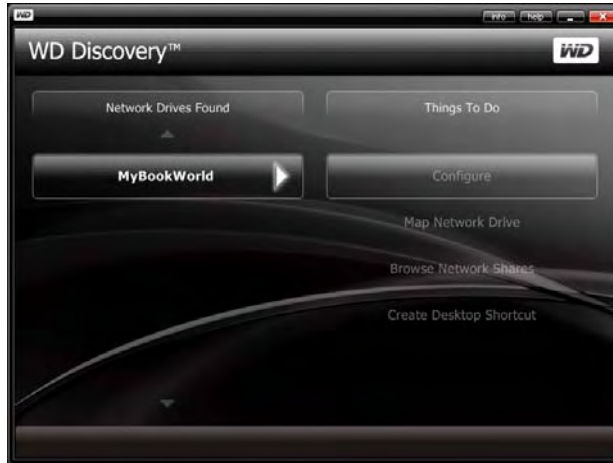 WD
info help
WD Discovery™
WD
Network Drives Found
Things To Do
MyBookWorld
Configure
Map Network Drive
Browse Network Shares
Create Desktop Shortcut